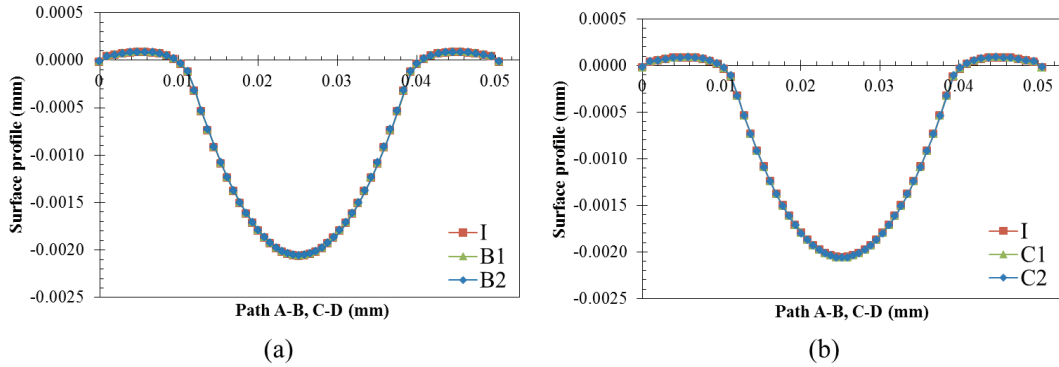 0.0005
0.0000
-0.0005
-0.0010
-0.0015
-0.0020
-0.0025
0
0.01
0.02
0.03
0.04
0.05
Surface profile (mm)
I
B1
B2
Path A-B, C-D (mm)
(a)
0.0005
0.0000
-0.0005
-0.0010
-0.0015
-0.0020
-0.0025
0
0.01
0.02
0.03
0.04
0.05
Surface profile (mm)
I
C1
C2
Path A-B, C-D (mm)
(b)